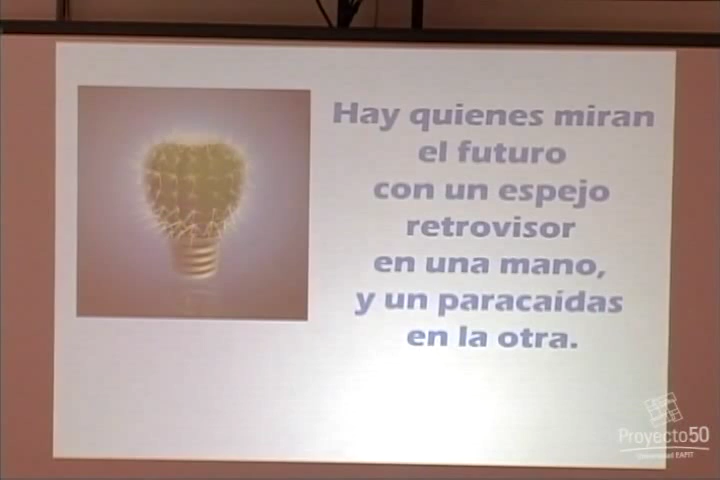 Hay quienes miran
el futuro
con un espejo
retrovisor
en una mano,
y un paracaídas
en la otra.
Proyecto50
Universidad EAFIT